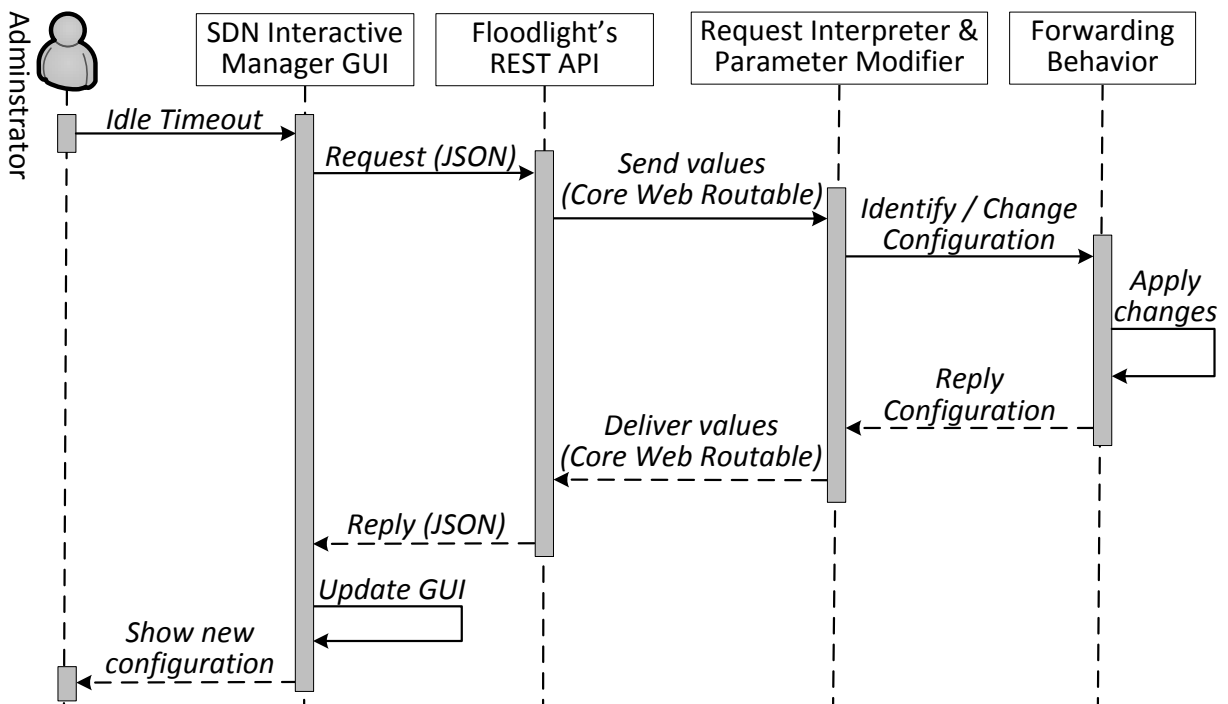 Adminstrator
SDN Interactive
Manager GUI
Floodlight's
REST API
Request Interpreter &
Parameter Modifier
Forwarding
Behavior
Idle Timeout
Request (JSON)
Send values
(Core Web Routable)
Identify / Change
Configuration
Apply
changes
Reply
Configuration
Deliver values
(Core Web Routable)
Reply (JSON)
Update GUI
Show new
configuration